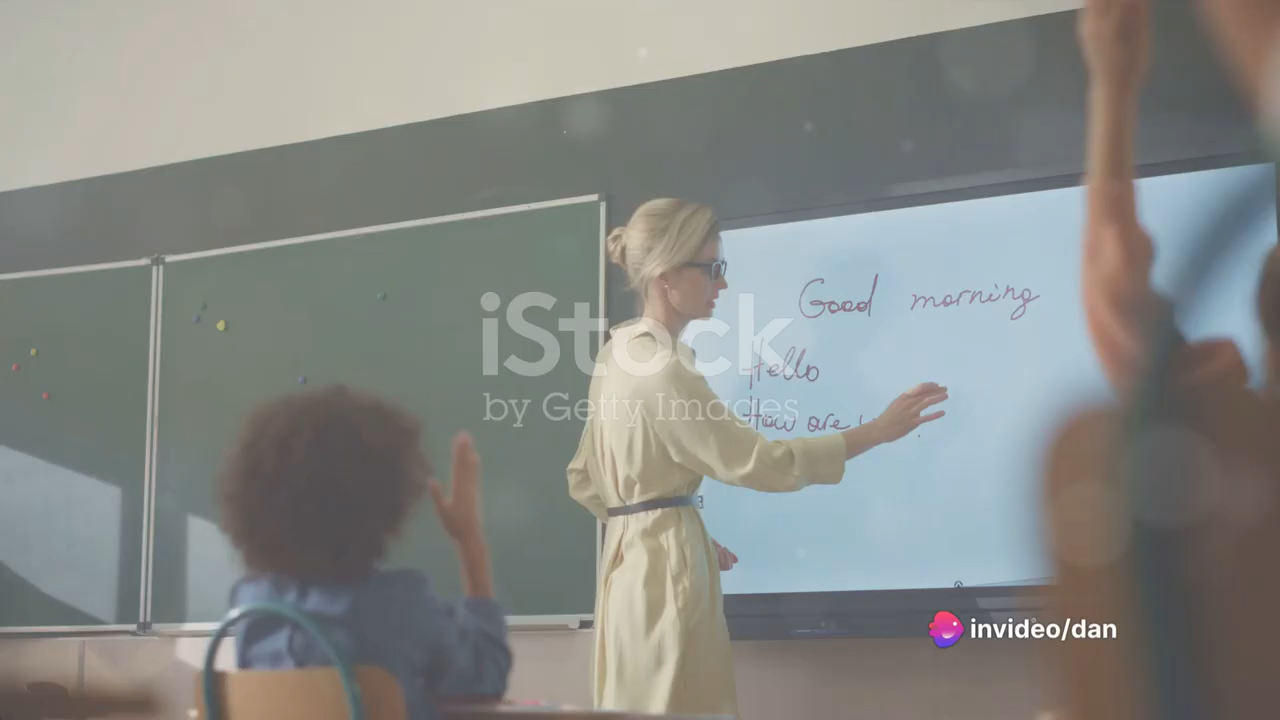 Good morning
Hello
How are
iStock
by Getty Images
invideo/dan